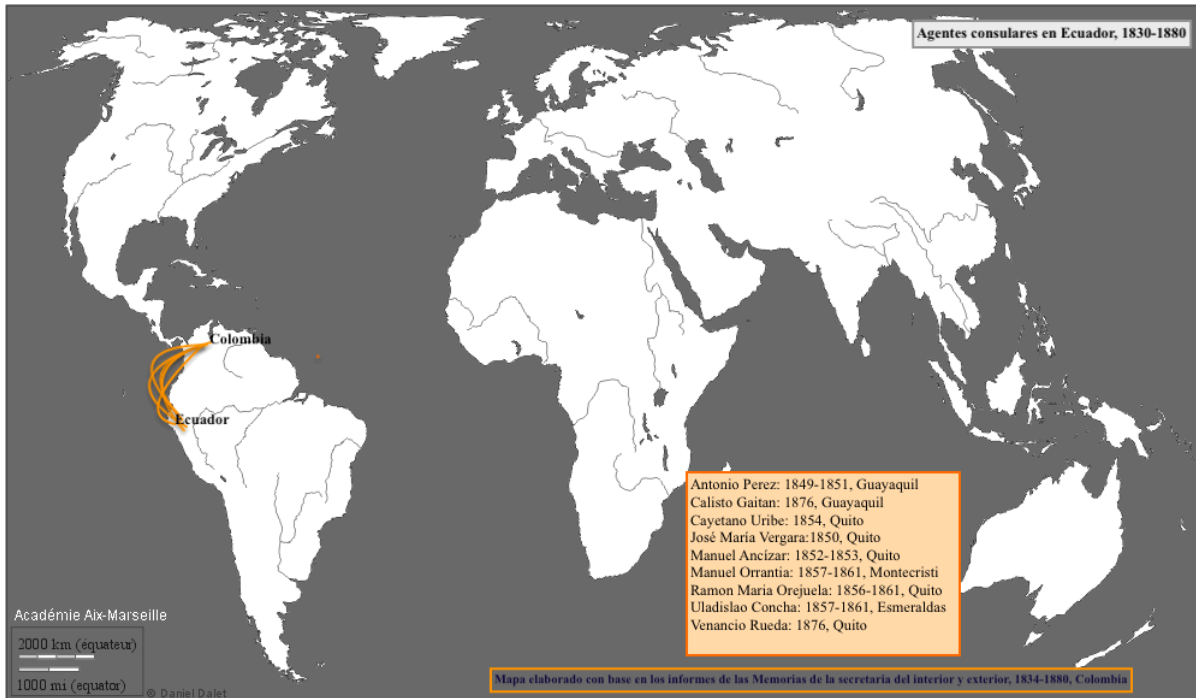 Agentes consulares en Ecuador, 1830-1880
Colombia
Ecuador
Antonio Perez: 1849-1851, Guayaquil
Calisto Gaitan: 1876, Guayaquil
Cayetano Uribe: 1854, Quito
José María Vergara:1850, Quito
Manuel Ancízar: 1852-1853, Quito
Manuel Orrantia: 1857-1861, Montecristi
Ramon Maria Orejuela: 1856-1861, Quito
Uladislao Concha: 1857-1861, Esmeraldas
Venancio Rueda: 1876, Quito
Académie Aix-Marseille
2000 km (équateur)
1000 mi (equator)
© Daniel Dalet
Mapa elaborado con base en los informes de las Memorias de la secretaria del interior y exterior, 1834-1880, Colombia